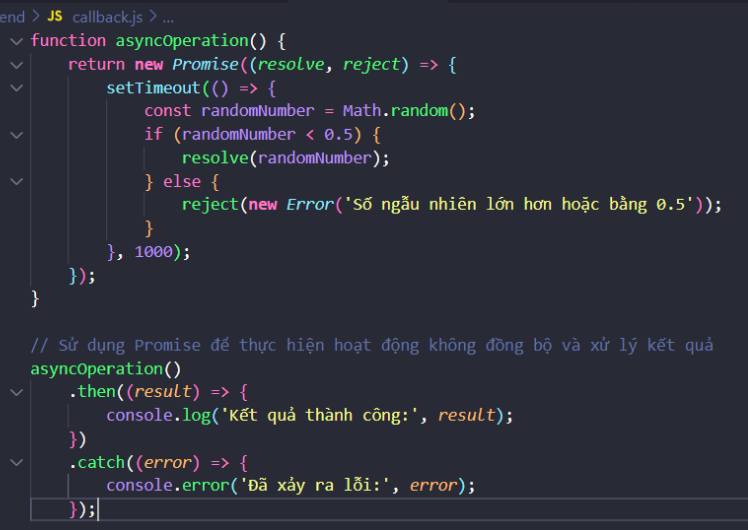 end > JS callback.js > ...
function asyncOperation() {
    return new Promise((resolve, reject) => {
        setTimeout(() => {
            const randomNumber = Math.random();
            if (randomNumber < 0.5) {
                resolve(randomNumber);
            } else {
                reject(new Error('Số ngẫu nhiên lớn hơn hoặc bằng 0.5'));
            }
        }, 1000);
    });
}
// Sử dụng Promise để thực hiện hoạt động không đồng bộ và xử lý kết quả
asyncOperation()
    .then((result) => {
        console.log('Kết quả thành công:', result);
    })
    .catch((error) => {
        console.error('Đã xảy ra lỗi:', error);
    });